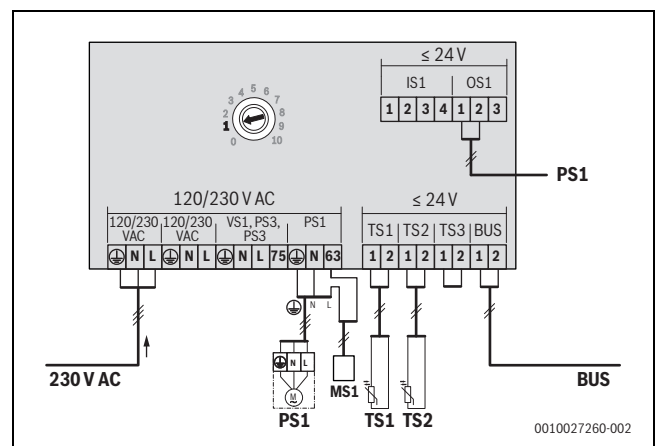 ≤ 24 V
IS1 OS1
1 2 3 4 1 2 3
0 1 2 3 4 5 6 7 8 9 10
PS1
120/230 V AC
≤ 24 V
120/230 VAC 120/230 VAC VS1, PS3, PS3 PS1
TS1 TS2 TS3 BUS
N L N L N L 75 N 63
1 2 1 2 1 2 1 2
N L
N L
M
~
230 V AC
PS1
MS1
TS1
TS2
BUS
0010027260-002